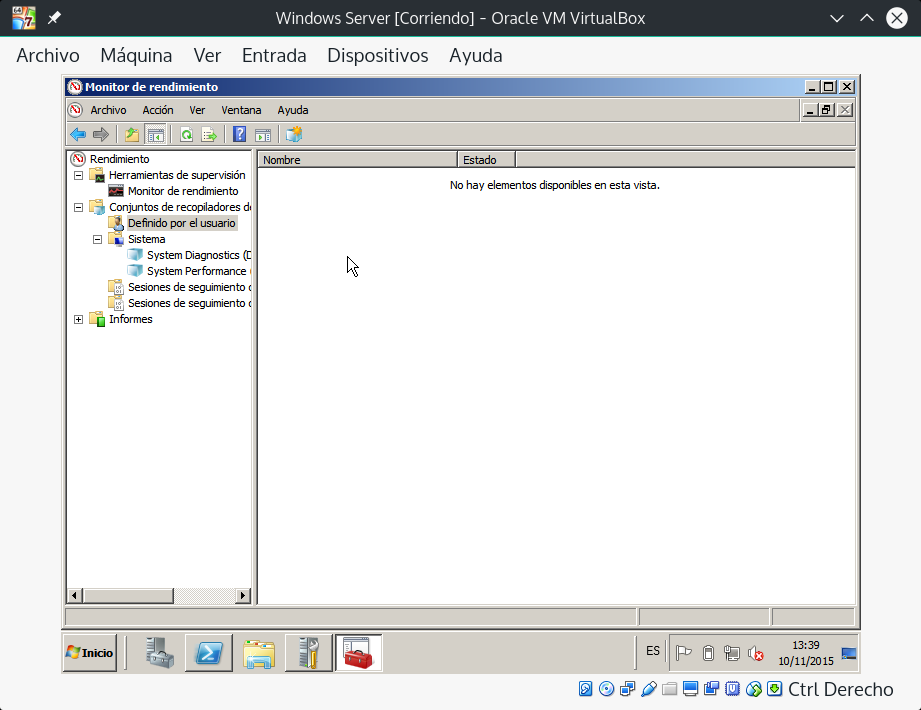 Windows Server [Corriendo] - Oracle VM VirtualBox
Archivo Máquina Ver Entrada Dispositivos Ayuda
Monitor de rendimiento
Archivo Acción Ver Ventana Ayuda
Rendimiento
Herramientas de supervisión
Monitor de rendimiento
Conjuntos de recopiladores d
Definido por el usuario
Sistema
System Diagnostics (D
System Performance (
Sesiones de seguimiento
Sesiones de seguimiento
Informes
Nombre Estado
No hay elementos disponibles en esta vista.
Inicio
ES
13:39
10/11/2015
Ctrl Derecho